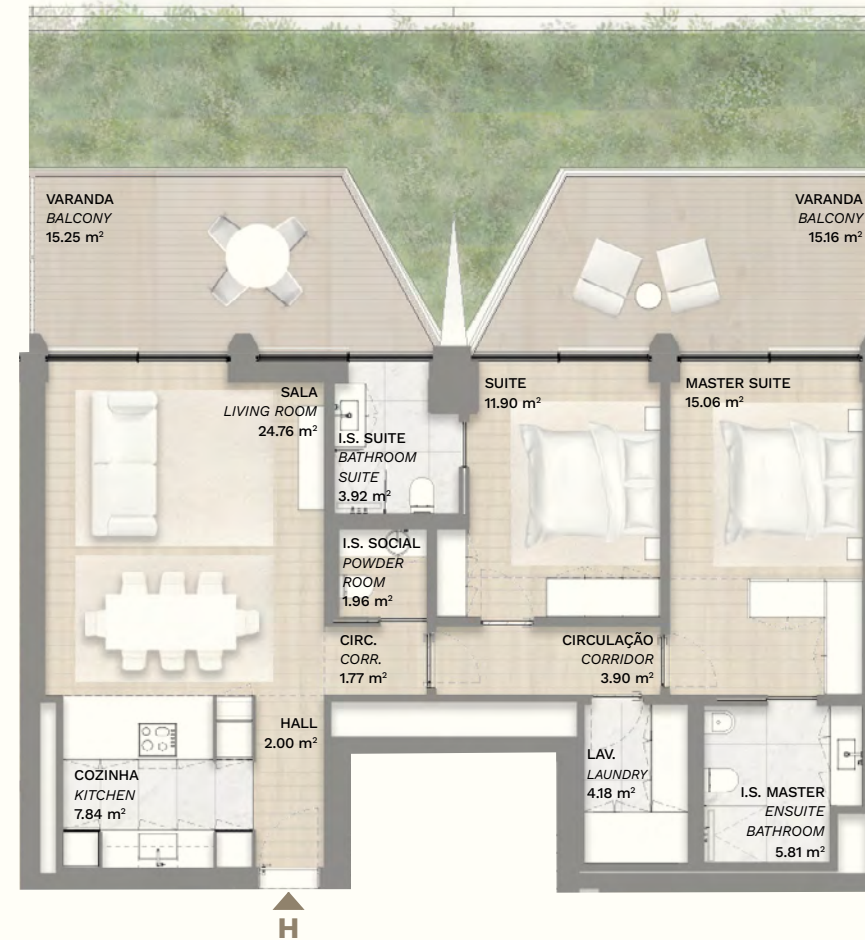 VARANDA
BALCONY
15.25 m²
VARANDA
BALCONY
15.16 m²
SALA
LIVING ROOM
24.76 m²
I.S. SUITE
BATHROOM
SUITE
3.92 m²
SUITE
11.90 m²
MASTER SUITE
15.06 m²
I.S. SOCIAL
POWDER
ROOM
1.96 m²
CIRC.
CORR.
1.77 m²
CIRCULAÇÃO
CORRIDOR
3.90 m²
HALL
2.00 m²
COZINHA
KITCHEN
7.84 m²
LAV.
LAUNDRY
4.18 m²
I.S. MASTER
ENSUITE
BATHROOM
5.81 m²
H